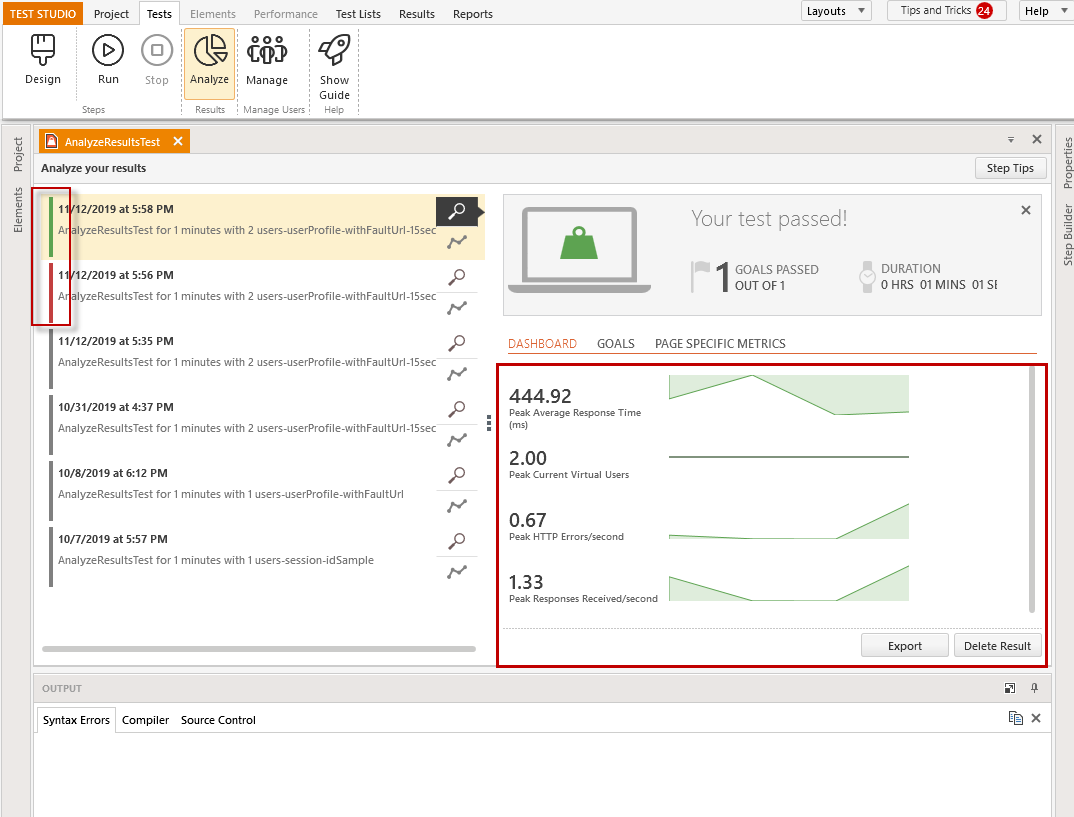 TEST STUDIO Project Tests Elements Performance Test Lists Results Reports Layouts Tips and Tricks 24 Help
Design Run Stop Analyze Manage Show Guide
Steps Results Manage Users Help
Project
Elements
AnalyzeResultsTest
Analyze your results Step Tips
11/12/2019 at 5:58 PM
AnalyzeResultsTest for 1 minutes with 2 users-userProfile-withFaultUrl-15sec
11/12/2019 at 5:56 PM
AnalyzeResultsTest for 1 minutes with 2 users-userProfile-withFaultUrl-15sec
11/12/2019 at 5:35 PM
AnalyzeResultsTest for 1 minutes with 2 users-userProfile-withFaultUrl-15sec
10/31/2019 at 4:37 PM
AnalyzeResultsTest for 1 minutes with 2 users-userProfile-withFaultUrl-15sec
10/8/2019 at 6:12 PM
AnalyzeResultsTest for 1 minutes with 1 users-userProfile-withFaultUrl
10/7/2019 at 5:57 PM
AnalyzeResultsTest for 1 minutes with 1 users-session-idSample
Your test passed!
1 GOALS PASSED
OUT OF 1
DURATION
0 HRS 01 MINS 01 SE
DASHBOARD GOALS PAGE SPECIFIC METRICS
444.92
Peak Average Response Time
(ms)
2.00
Peak Current Virtual Users
0.67
Peak HTTP Errors/second
1.33
Peak Responses Received/second
Export Delete Result
Properties
Step Builder
OUTPUT
Syntax Errors Compiler Source Control